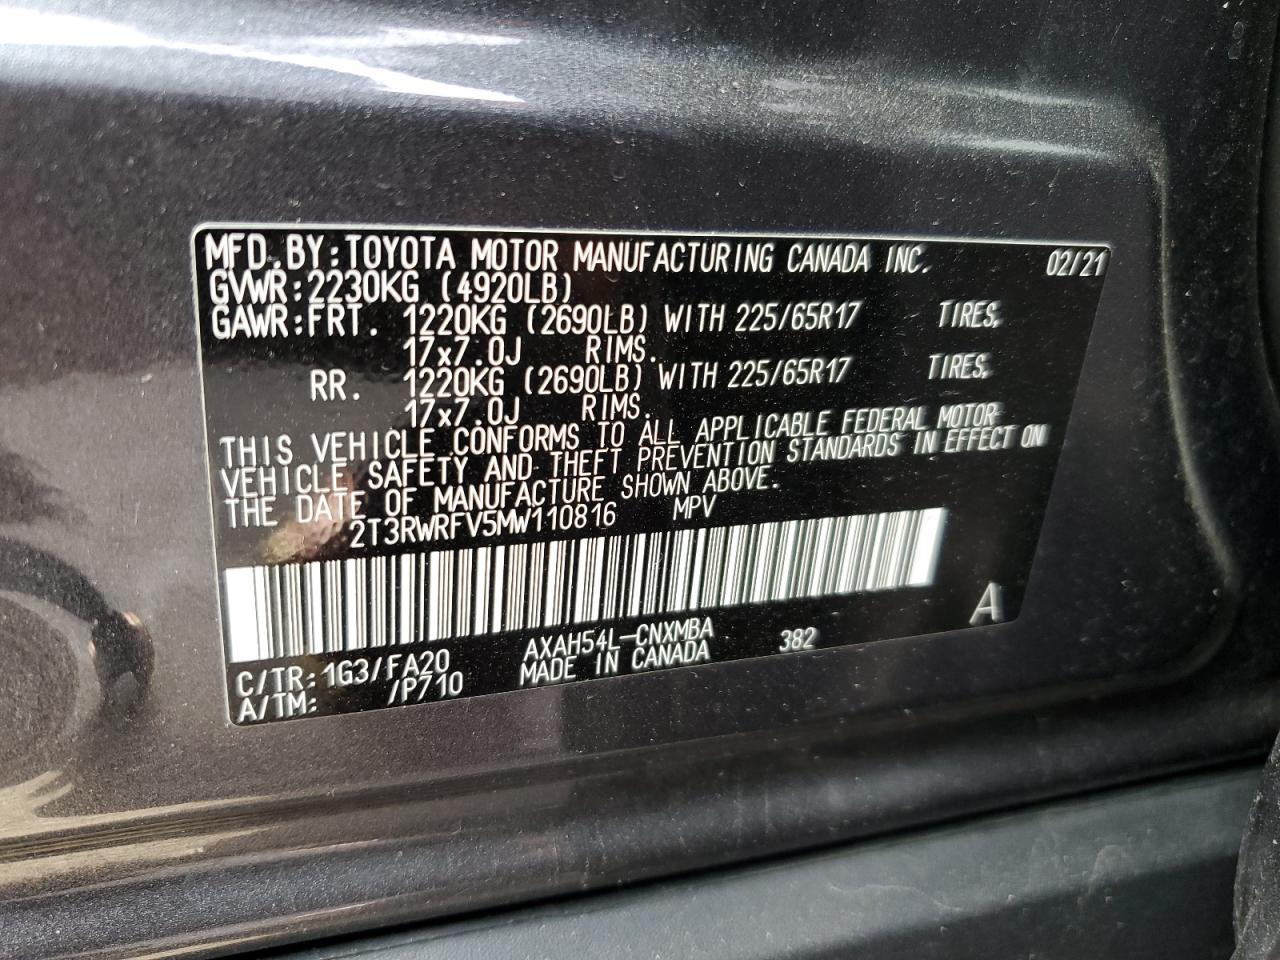 MFD. BY: TOYOTA MOTOR MANUFACTURING CANADA INC. 02/21
GVWR: 2230KG (4920LB)
GAWR: FRT. 1220KG (2690LB) WITH 225/65R17 TIRES,
17x7.0J RIMS.
RR. 1220KG (2690LB) WITH 225/65R17 TIRES,
17x7.0J RIMS.
THIS VEHICLE CONFORMS TO ALL APPLICABLE FEDERAL MOTOR
VEHICLE SAFETY AND THEFT PREVENTION STANDARDS IN EFFECT ON
THE DATE OF MANUFACTURE SHOWN ABOVE.
2T3RWRFV5MW110816 MPV
C/TR: 1G3/FA20 AXAH54L-CNXMBA 382 A
A/TM: /P710 MADE IN CANADA